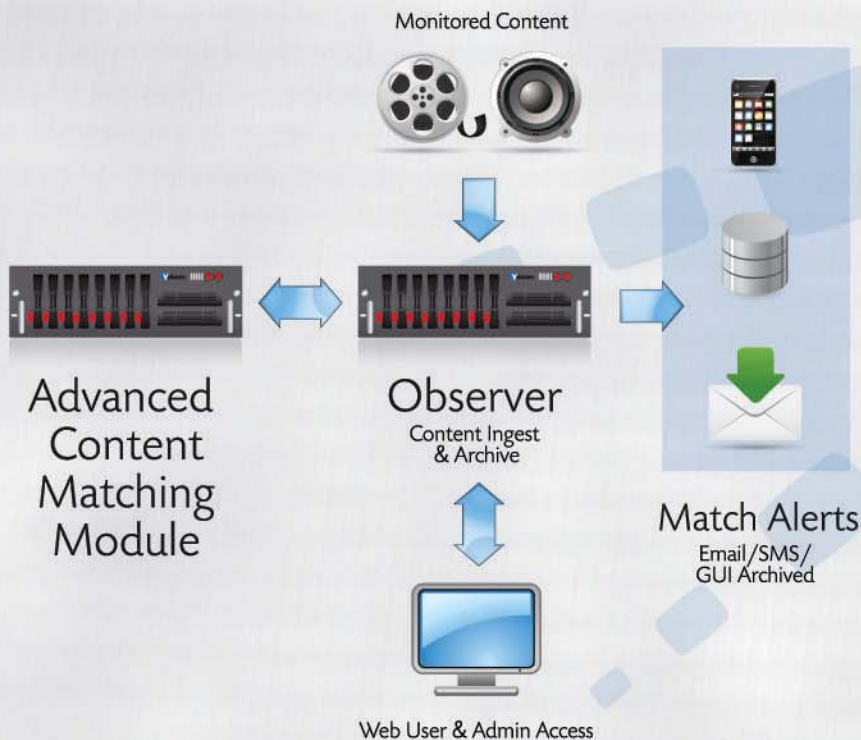 Monitored Content
Advanced
Content
Matching
Module
Observer
Content Ingest
& Archive
Match Alerts
Email/SMS/
GUI Archived
Web User & Admin Access